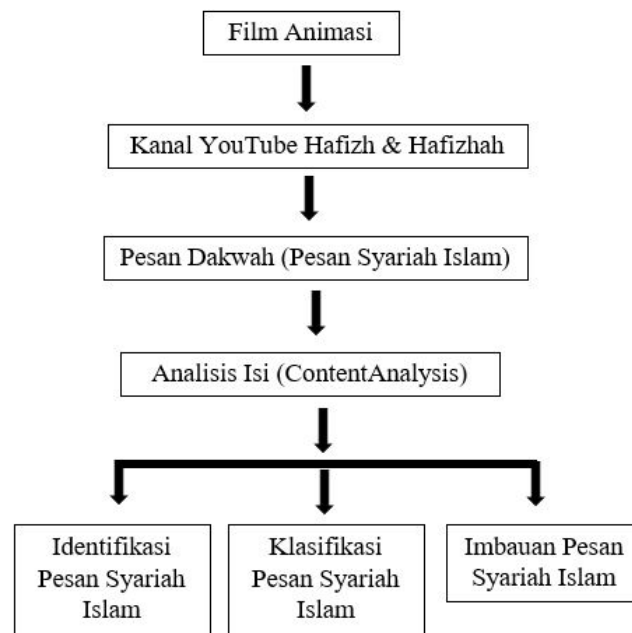 Film Animasi
Kanal YouTube Hafizh & Hafizhah
Pesan Dakwah (Pesan Syariah Islam)
Analisis Isi (ContentAnalysis)
Identifikasi
Pesan Syariah
Islam
Klasifikasi
Pesan Syariah
Islam
Imbauan Pesan
Syariah Islam